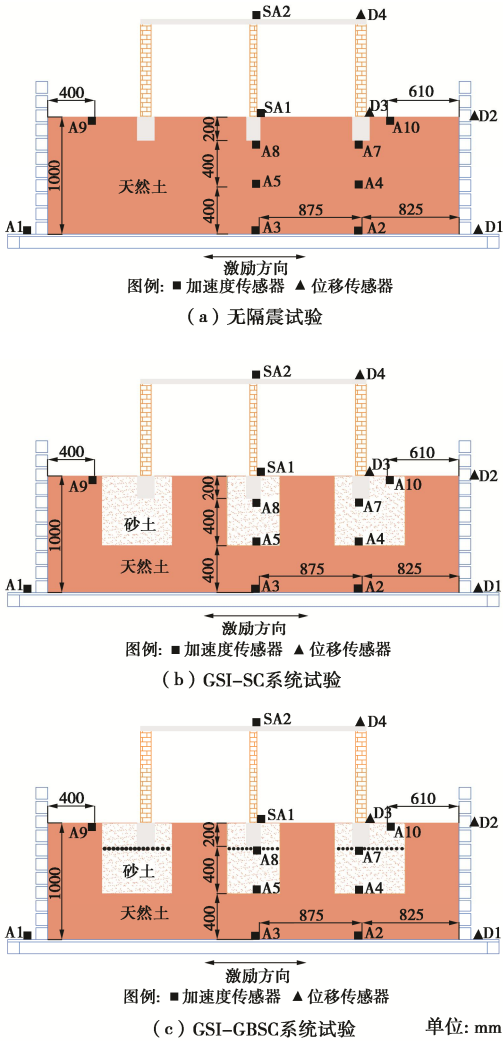 SA2 D4
400 SA1 D3 610
A9 200 A10 D2
A8 A7
1000 天然土 400 A5 A4
400 875 825
A1 A3 A2 D1
激励方向
图例: ■加速度传感器 ▲位移传感器
(a)无隔震试验
SA2 D4
400 SA1 D3 610
A9 200 A10 D2
A8 A7
砂土 400
1000 A5 A4
天然土 400 875 825
A1 A3 A2 D1
激励方向
图例: ■加速度传感器 ▲位移传感器
(b)GSI-SC系统试验
SA2 D4
400 SA1 D3 610
A9 200 A10 D2
A8 A7
砂土 400
1000 A5 A4
天然土 400 875 825
A1 A3 A2 D1
激励方向
图例: ■加速度传感器 ▲位移传感器
(c)GSI-GBSC系统试验 单位: mm